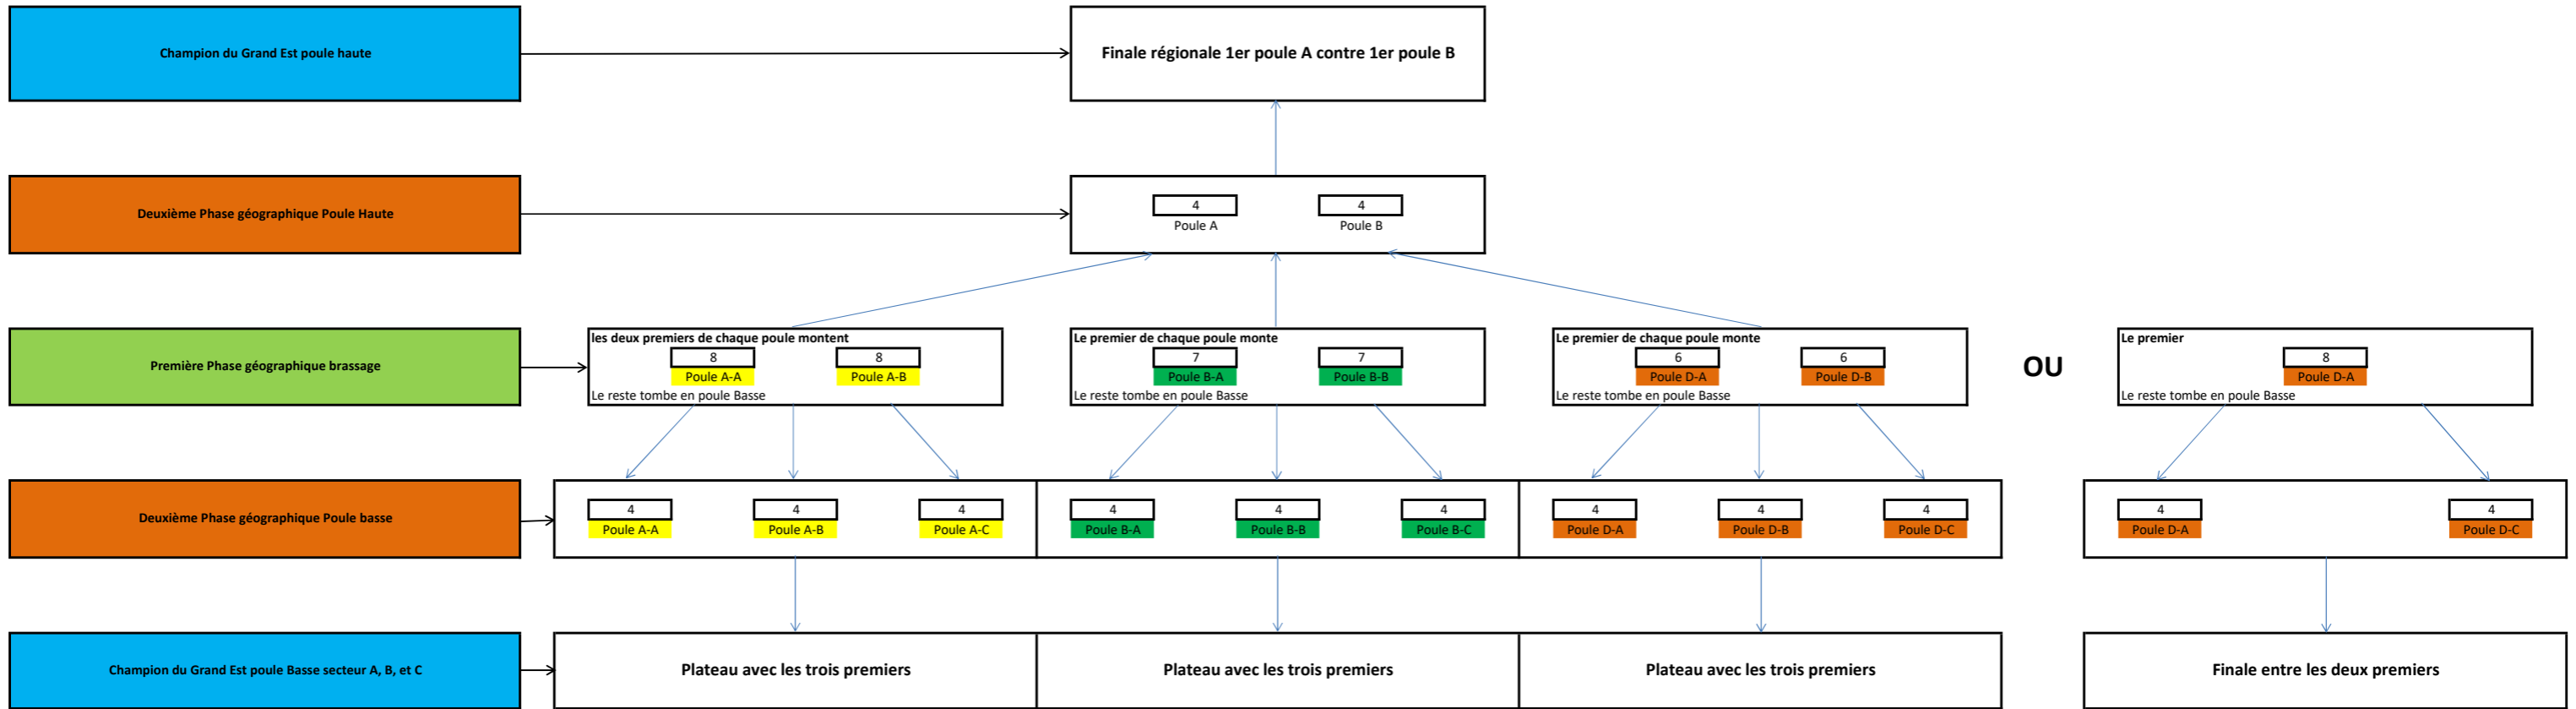 Champion du Grand Est poule haute
Finale régionale 1er poule A contre 1er poule B
Deuxième Phase géographique Poule Haute
4
4
Poule A
Poule B
Première Phase géographique brassage
les deux premiers de chaque poule montent
8
8
Poule A-A
Poule A-B
Le reste tombe en poule Basse
Le premier de chaque poule monte
7
7
Poule B-A
Poule B-B
Le reste tombe en poule Basse
Le premier de chaque poule monte
6
6
Poule D-A
Poule D-B
Le reste tombe en poule Basse
OU
Le premier
8
Poule D-A
Le reste tombe en poule Basse
Deuxième Phase géographique Poule basse
4
4
4
Poule A-A
Poule A-B
Poule A-C
4
4
4
Poule B-A
Poule B-B
Poule B-C
4
4
4
Poule D-A
Poule D-B
Poule D-C
4
4
Poule D-A
Poule D-C
Champion du Grand Est poule Basse secteur A, B, et C
Plateau avec les trois premiers
Plateau avec les trois premiers
Plateau avec les trois premiers
Finale entre les deux premiers